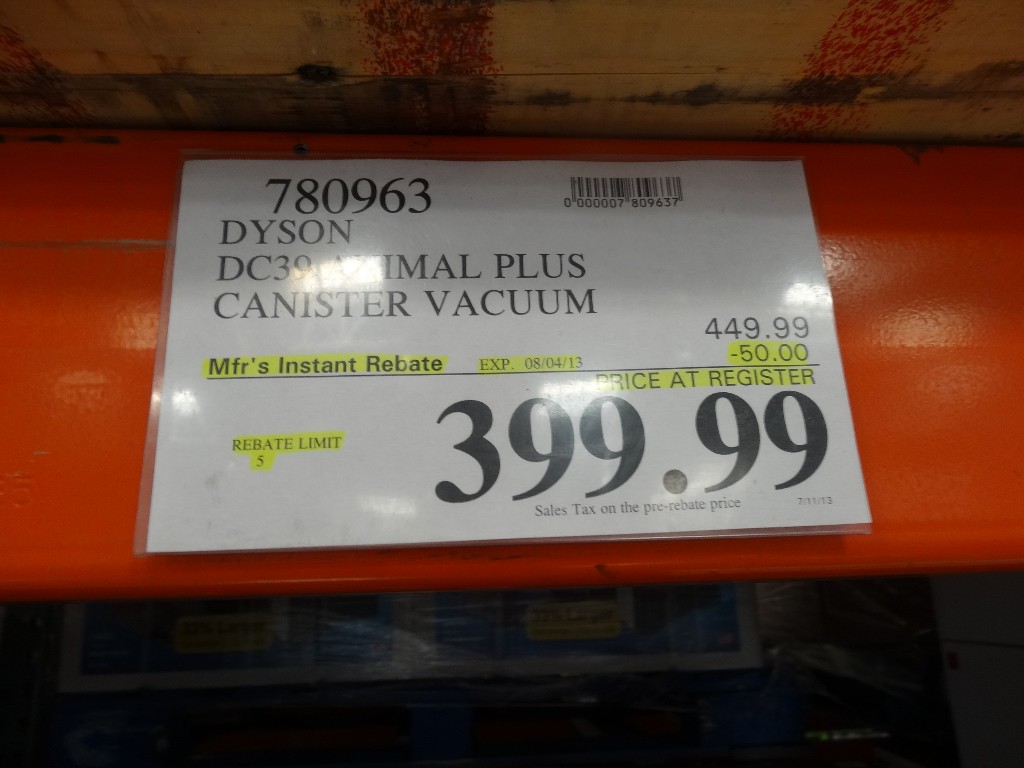 780963
0 000007 809637
DYSON
DC39 ANIMAL PLUS
CANISTER VACUUM
449.99
Mfr's Instant Rebate EXP. 08/04/13 -50.00
PRICE AT REGISTER
399.99
REBATE LIMIT
5
Sales Tax on the pre-rebate price 7/11/13